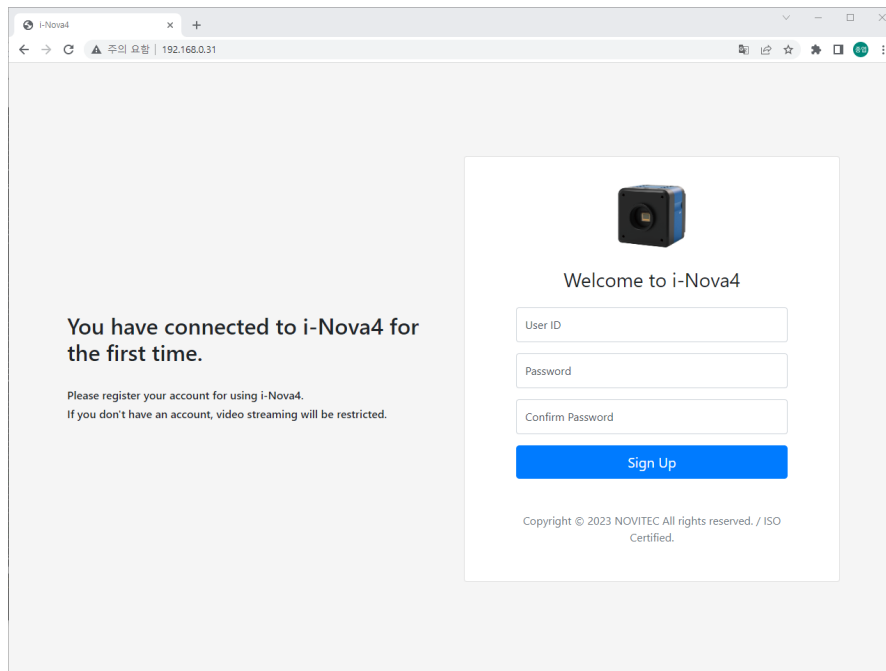 i-Nova4
주의 요함 | 192.168.0.31
Welcome to i-Nova4
User ID
Password
Confirm Password
Sign Up
Copyright © 2023 NOVITEC All rights reserved. / ISO
Certified.
You have connected to i-Nova4 for
the first time.
Please register your account for using i-Nova4.
If you don't have an account, video streaming will be restricted.